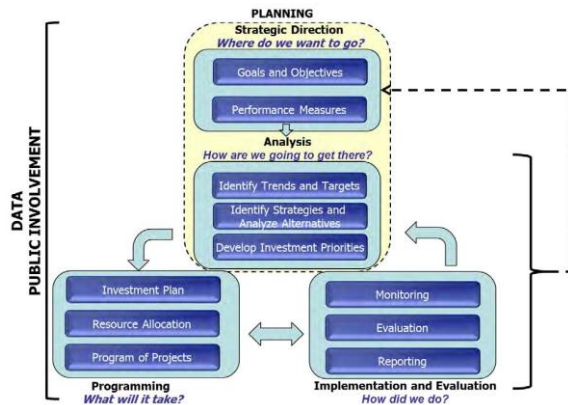 PLANNING
Strategic Direction
Where do we want to go?
Goals and Objectives
Performance Measures
Analysis
How are we going to get there?
Identify Trends and Targets
Identify Strategies and
Analyze Alternatives
Develop Investment Priorities
DATA
PUBLIC INVOLVEMENT
Investment Plan
Resource Allocation
Program of Projects
Programming
What will it take?
Monitoring
Evaluation
Reporting
Implementation and Evaluation
How did we do?